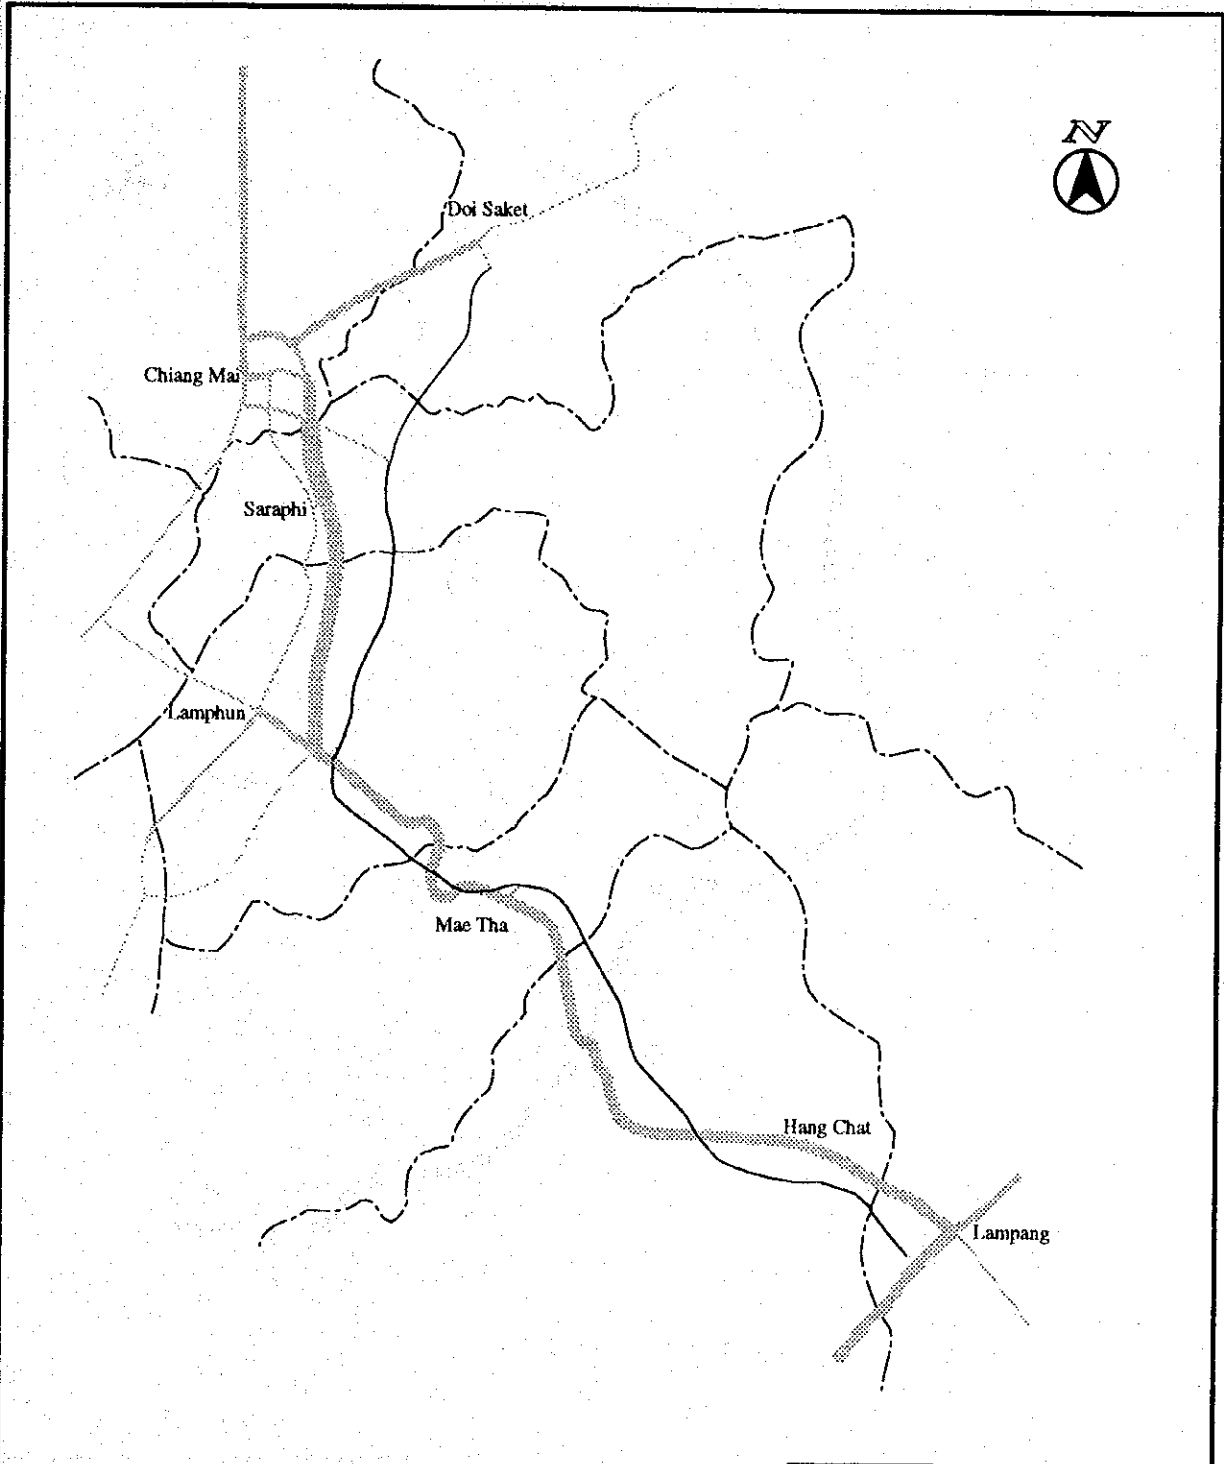 N
Doi Saket
Chiang Mai
Saraphi
Lamphun
Mae Tha
Hang Chat
Lampang